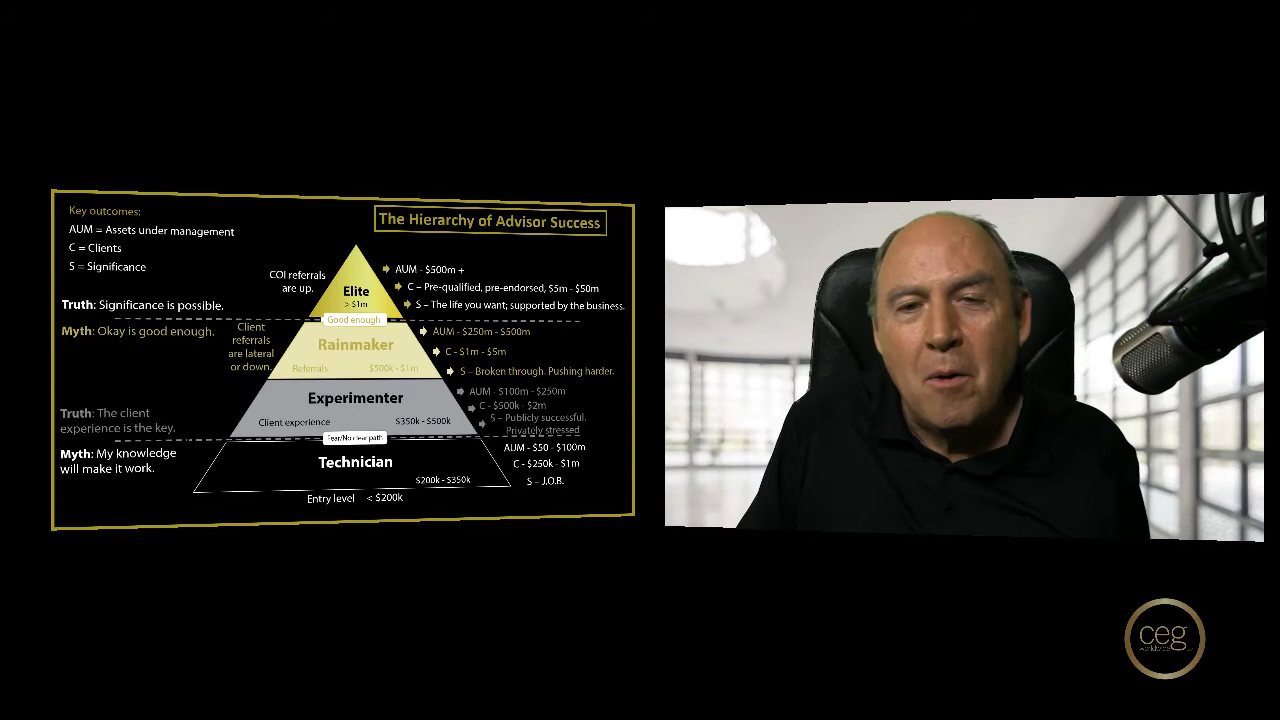 Key outcomes:
AUM = Assets under management
C = Clients
S = Significance
The Hierarchy of Advisor Success
COI referrals
are up.
Elite
> $1m
AUM - $500m +
C – Pre-qualified, pre-endorsed, $5m - $50m
S – The life you want; supported by the business.
Truth: Significance is possible.
Good enough
Myth: Okay is good enough.
Client
referrals
are lateral
or down.
Rainmaker
Referrals $500k - $1m
AUM - $250m - $500m
C - $1m - $5m
S – Broken through. Pushing harder.
Experimenter
Client experience $350k - $500k
AUM - $100m - $250m
C - $500k - $2m
S – Publicly successful.
Privately stressed
Truth: The client
experience is the key.
Fear/No clear path
Myth: My knowledge
will make it work.
Technician
$200k - $350k
AUM - $50 - $100m
C - $250k - $1m
S – J.O.B.
Entry level < $200k
ceg
worldwide